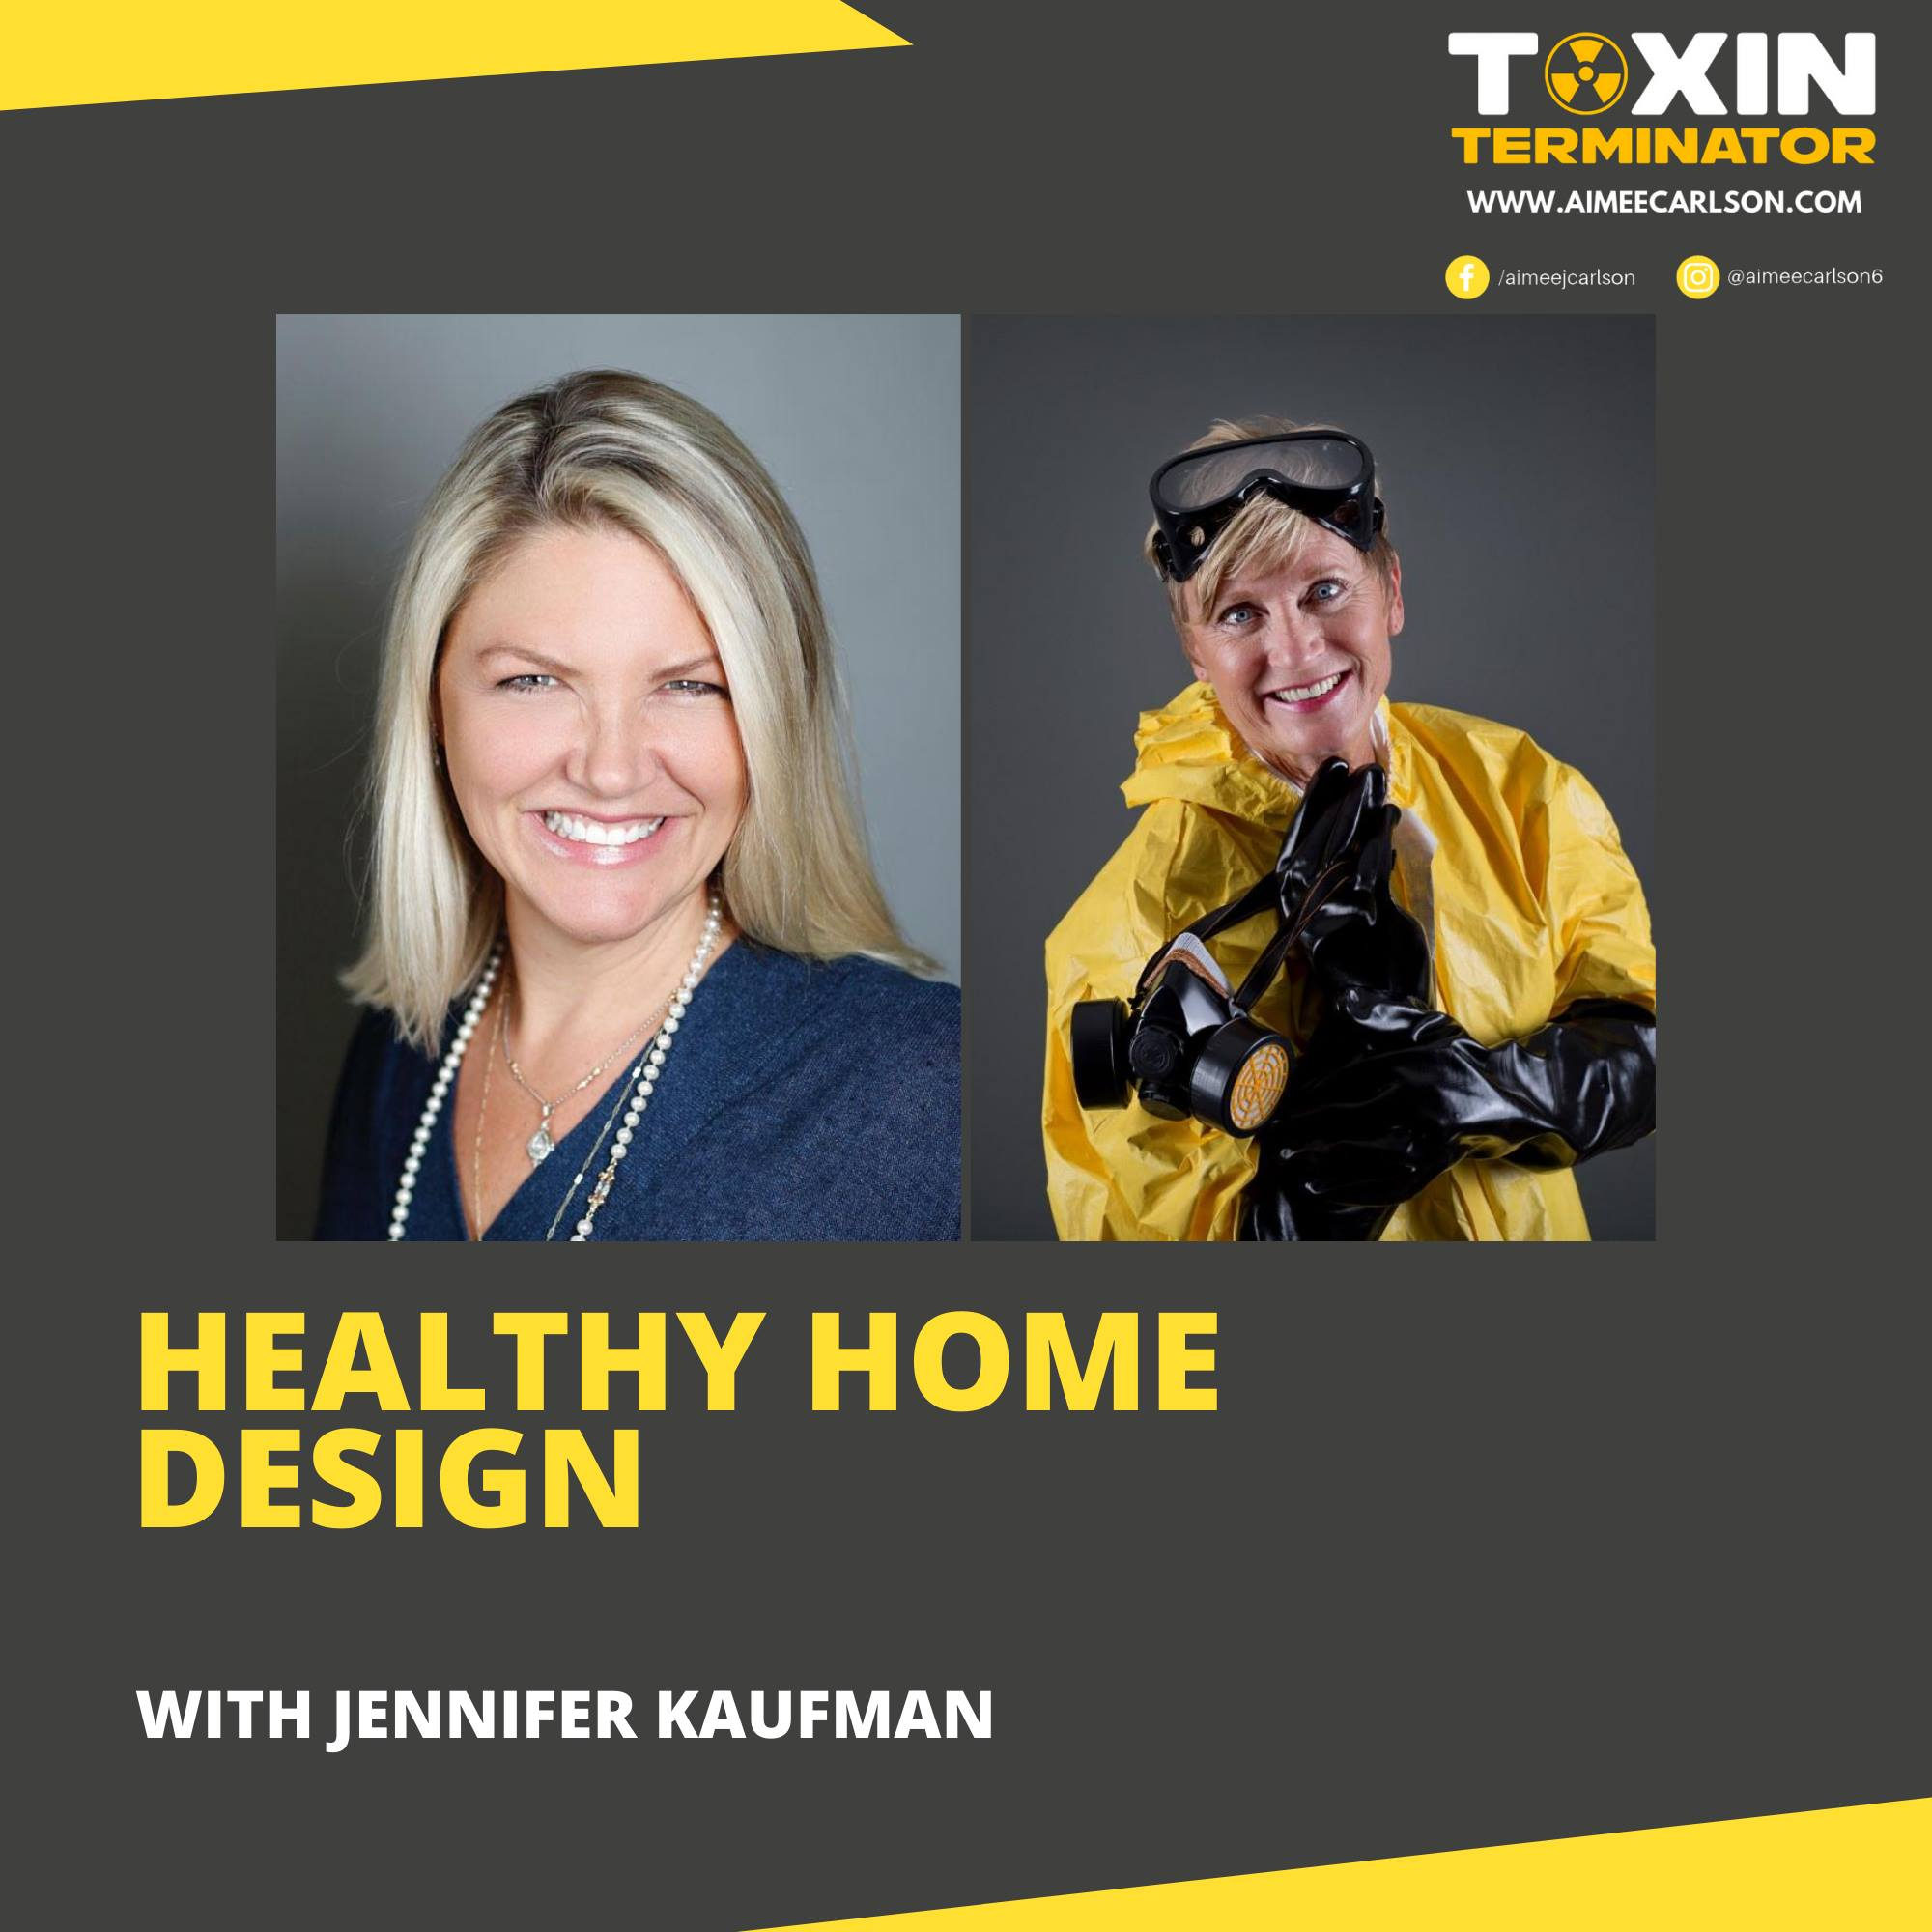 TOXIN
TERMINATOR
WWW.AIMEECARLSON.COM
/aimeejcarlson @aimeecarlson6
HEALTHY HOME
DESIGN
WITH JENNIFER KAUFMAN